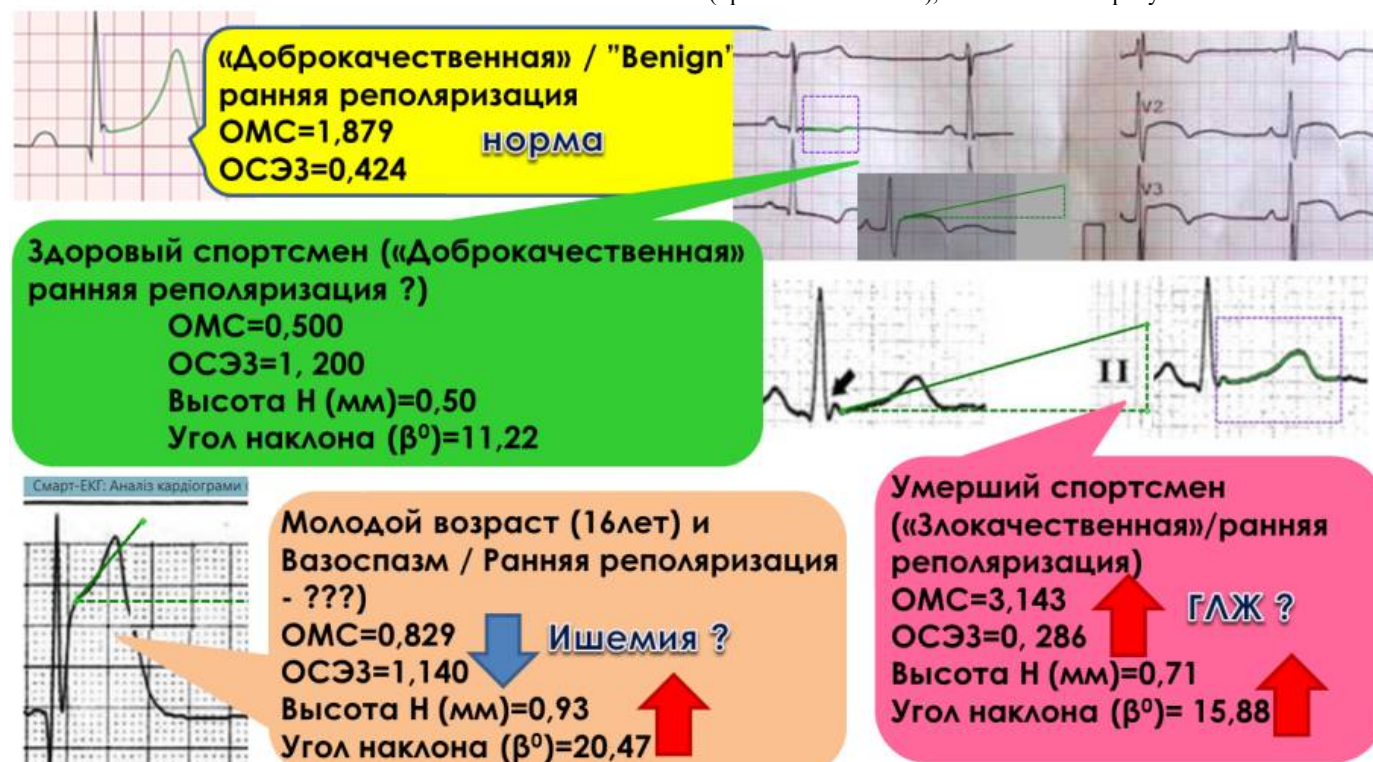 «Доброкачественная» / "Benign"
ранняя реполяризация
ОМС=1,879
ОСЭЗ=0,424
норма
V2
V3
Здоровый спортсмен («Доброкачественная»
ранняя реполяризация ?)
ОМС=0,500
ОСЭЗ=1, 200
Высота H (мм)=0,50
Угол наклона (β⁰)=11,22
II
Смарт-ЕКГ: Аналіз кардіограми
Молодой возраст (16лет) и
Вазоспазм / Ранняя реполяризация
- ???)
ОМС=0,829
ОСЭЗ=1,140
Высота H (мм)=0,93
Угол наклона (β⁰)=20,47
Ишемия ?
Умерший спортсмен
(«Злокачественная»/ранняя
реполяризация)
ОМС=3,143
ОСЭЗ=0, 286
Высота H (мм)=0,71
Угол наклона (β⁰)= 15,88
ГЛЖ ?